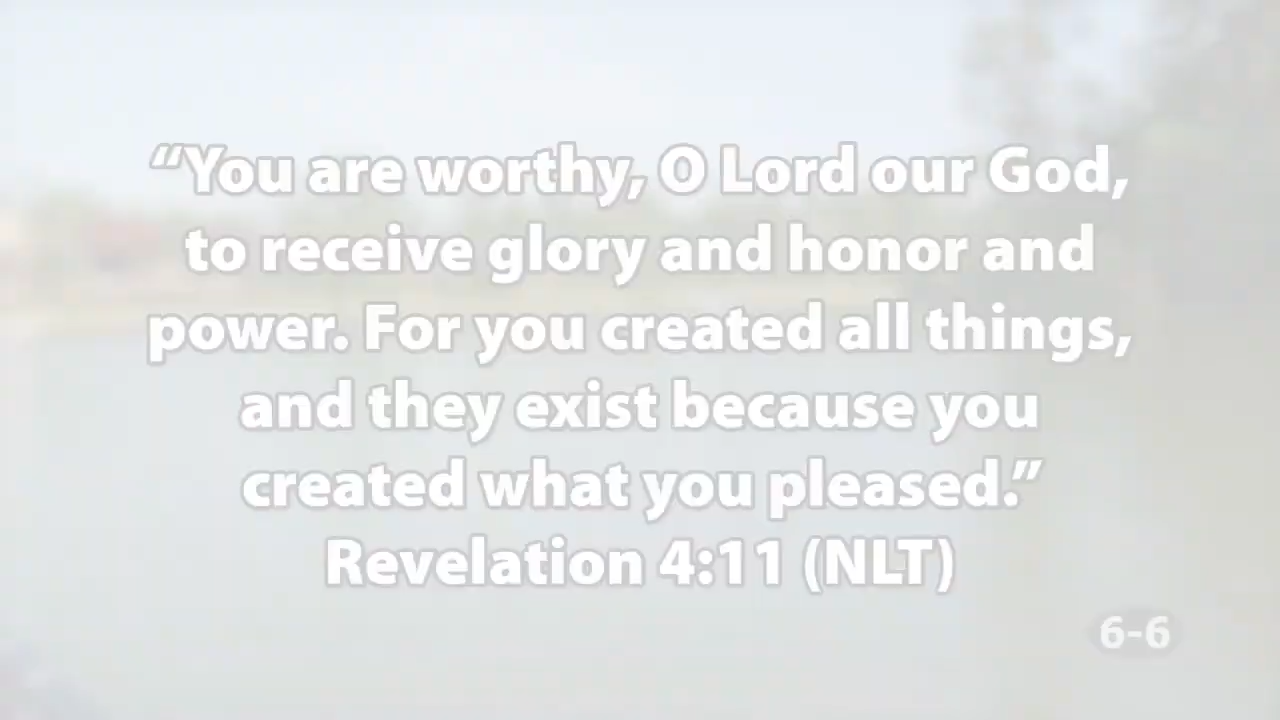 “You are worthy, O Lord our God,
to receive glory and honor and
power. For you created all things,
and they exist because you
created what you pleased.”
Revelation 4:11 (NLT)
6-6